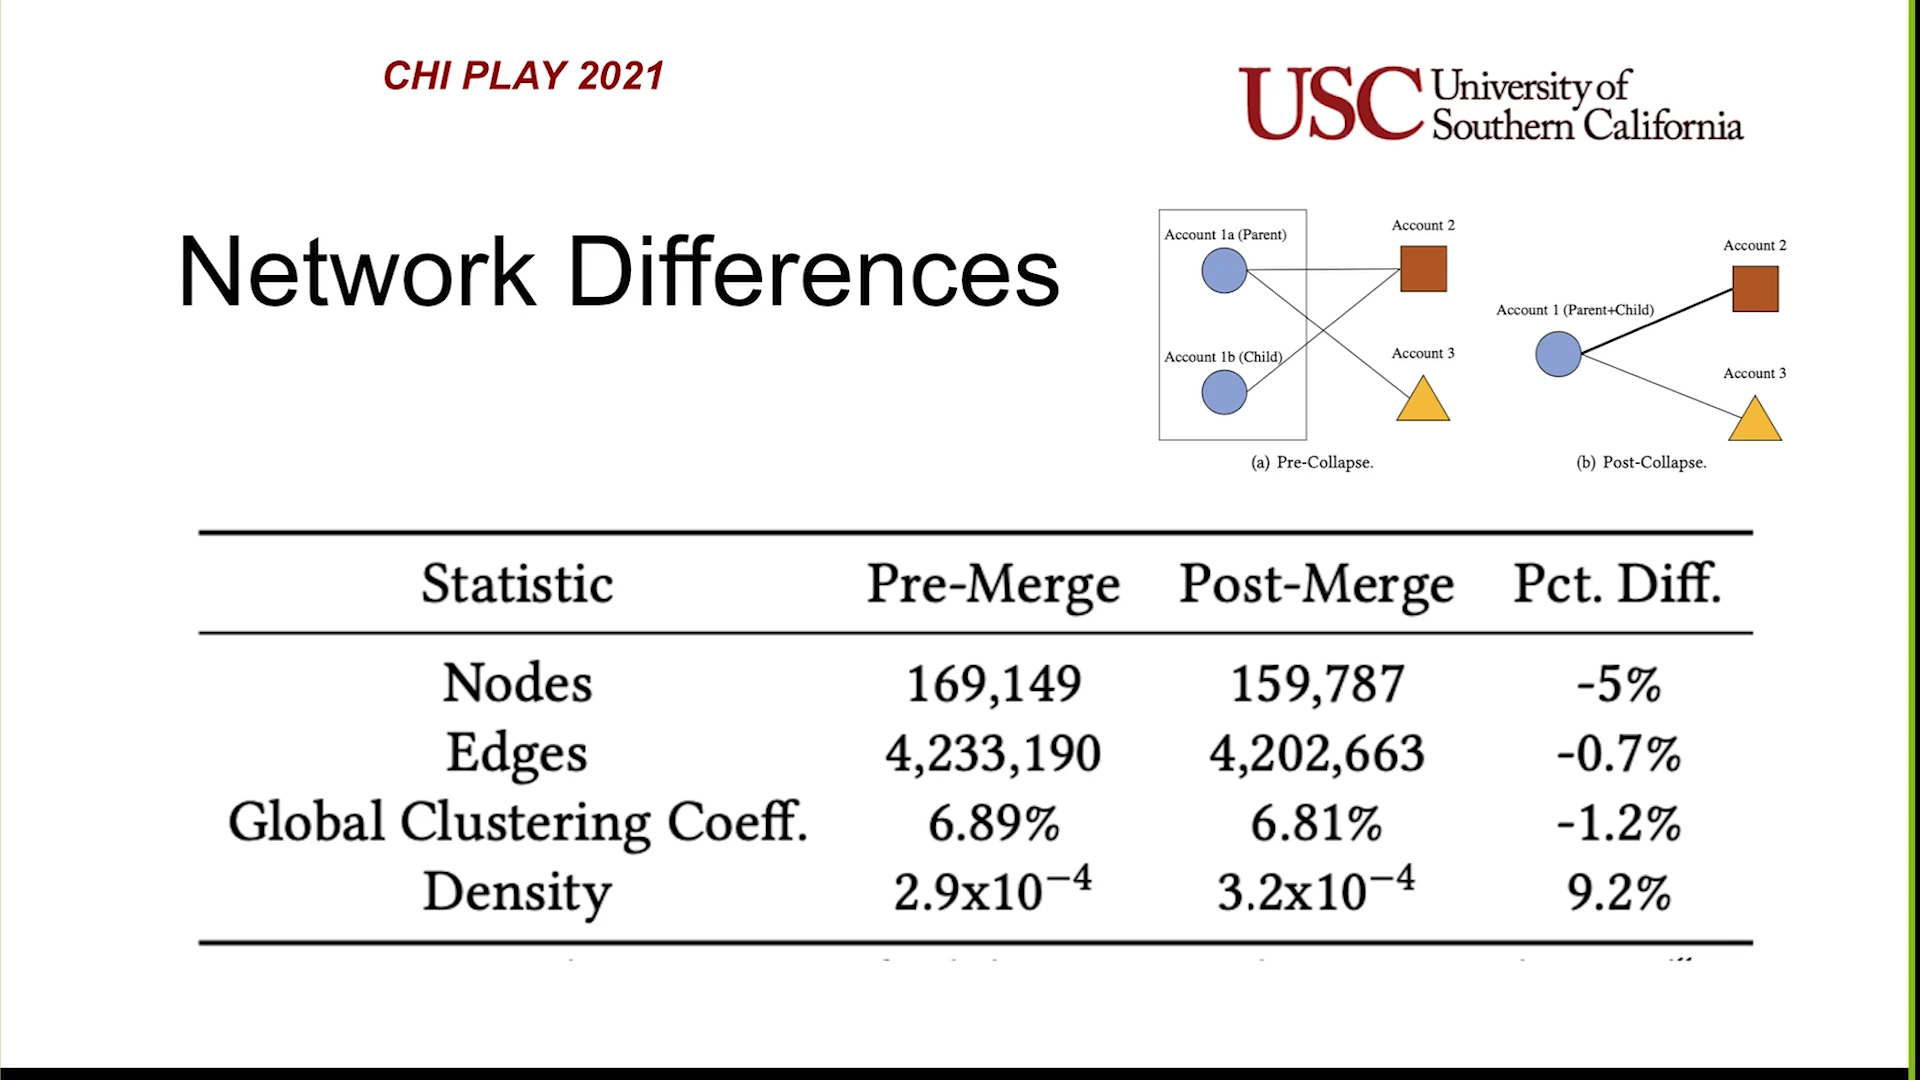 CHI PLAY 2021
USC University of
Southern California
Network Differences
Account 1a (Parent)
Account 2
Account 1b (Child)
Account 3
(a) Pre-Collapse.
Account 2
Account 1 (Parent+Child)
Account 3
(b) Post-Collapse.
Statistic Pre-Merge Post-Merge Pct. Diff.
Nodes 169,149 159,787 -5%
Edges 4,233,190 4,202,663 -0.7%
Global Clustering Coeff. 6.89% 6.81% -1.2%
Density 2.9x10⁻⁴ 3.2x10⁻⁴ 9.2%